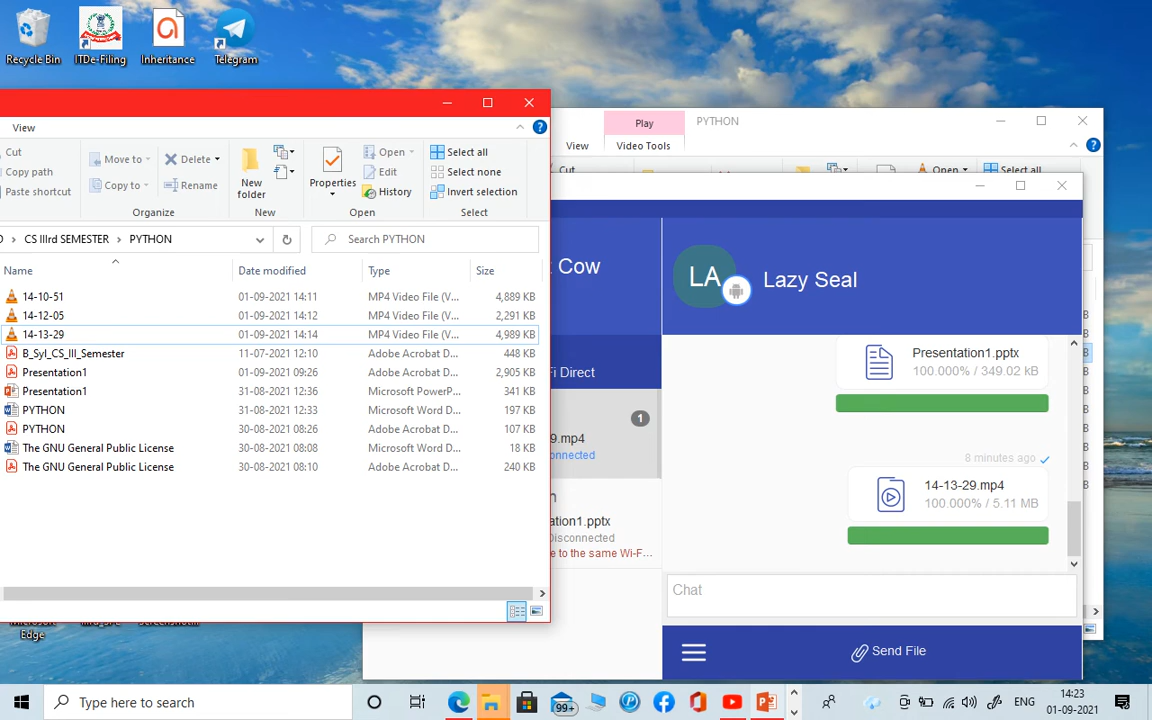 Recycle Bin
ITDe-Filing
Inheritance
Telegram
View
Cut
Copy path
Paste shortcut
Move to
Copy to
Delete
Rename
Organize
New folder
New
Properties
Open
Edit
History
Open
Select all
Select none
Invert selection
Select
CS IIIrd SEMESTER > PYTHON
Search PYTHON
Name Date modified Type Size
14-10-51 01-09-2021 14:11 MP4 Video File (V... 4,889 KB
14-12-05 01-09-2021 14:12 MP4 Video File (V... 2,291 KB
14-13-29 01-09-2021 14:14 MP4 Video File (V... 4,989 KB
B_Syl_CS_III_Semester 11-07-2021 12:10 Adobe Acrobat D... 448 KB
Presentation1 01-09-2021 09:26 Adobe Acrobat D... 2,905 KB
Presentation1 31-08-2021 12:36 Microsoft PowerP... 341 KB
PYTHON 31-08-2021 12:33 Microsoft Word D... 197 KB
PYTHON 30-08-2021 08:26 Adobe Acrobat D... 107 KB
The GNU General Public License 30-08-2021 08:08 Microsoft Word D... 18 KB
The GNU General Public License 30-08-2021 08:10 Adobe Acrobat D... 240 KB
Edge
Play
PYTHON
View
Video Tools
Cut
Open
Select all
Cow
LA
Lazy Seal
Fi Direct
1
9.mp4
onnected
ation1.pptx
Disconnected
e to the same Wi-F...
Presentation1.pptx
100.000% / 349.02 kB
8 minutes ago
14-13-29.mp4
100.000% / 5.11 MB
Chat
Send File
Type here to search
99+
ENG
14:23
01-09-2021